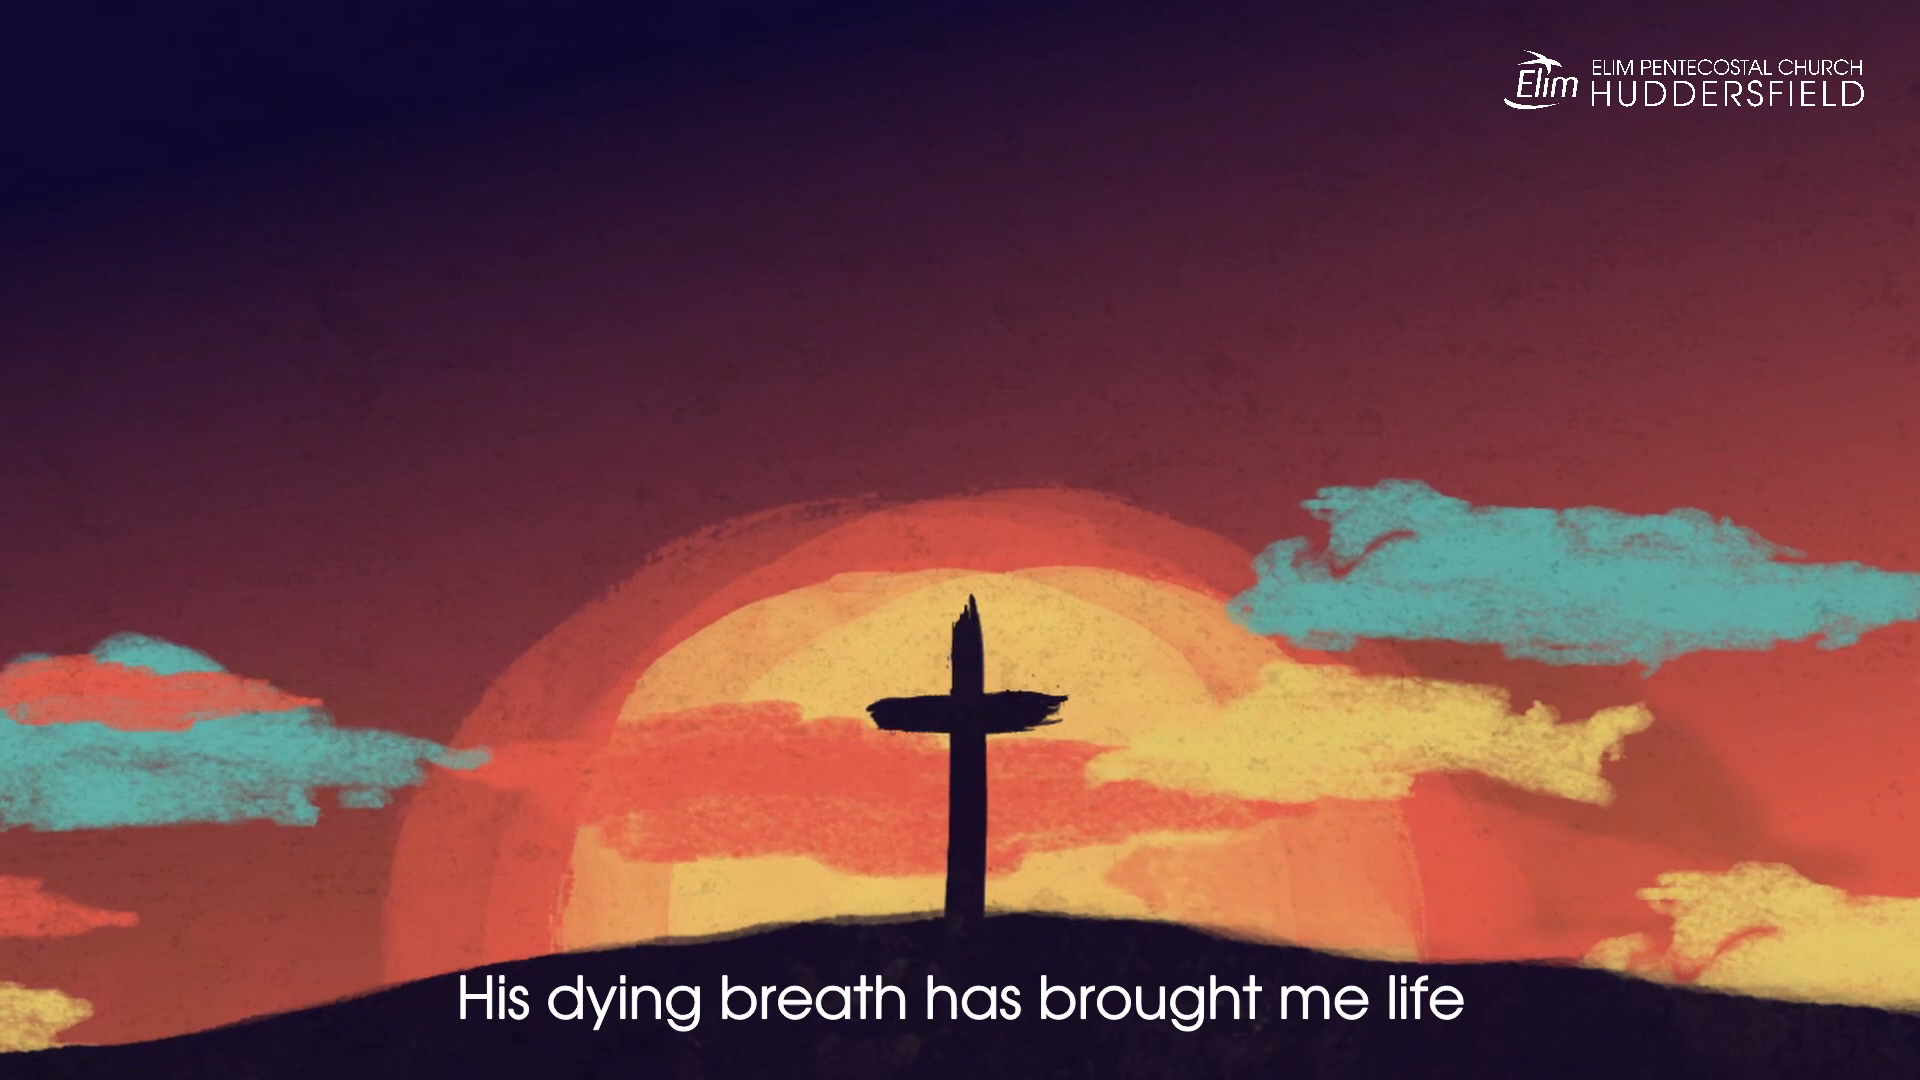 Elim
ELIM PENTECOSTAL CHURCH
HUDDERSFIELD
His dying breath has brought me life